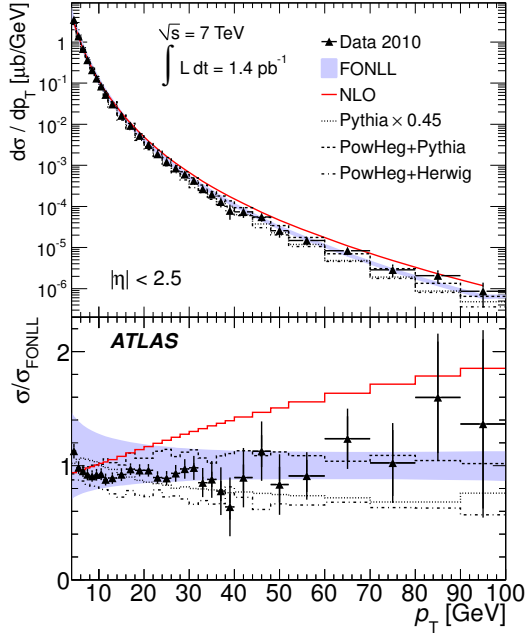 √s = 7 TeV
∫ L dt = 1.4 pb⁻¹
Data 2010
FONLL
NLO
Pythia × 0.45
PowHeg+Pythia
PowHeg+Herwig
dσ / dp_T [μb/GeV]
1
10⁻¹
10⁻²
10⁻³
10⁻⁴
10⁻⁵
10⁻⁶
|η| < 2.5
ATLAS
σ/σ_FONLL
2
1
0
10 20 30 40 50 60 70 80 90 100
p_T [GeV]